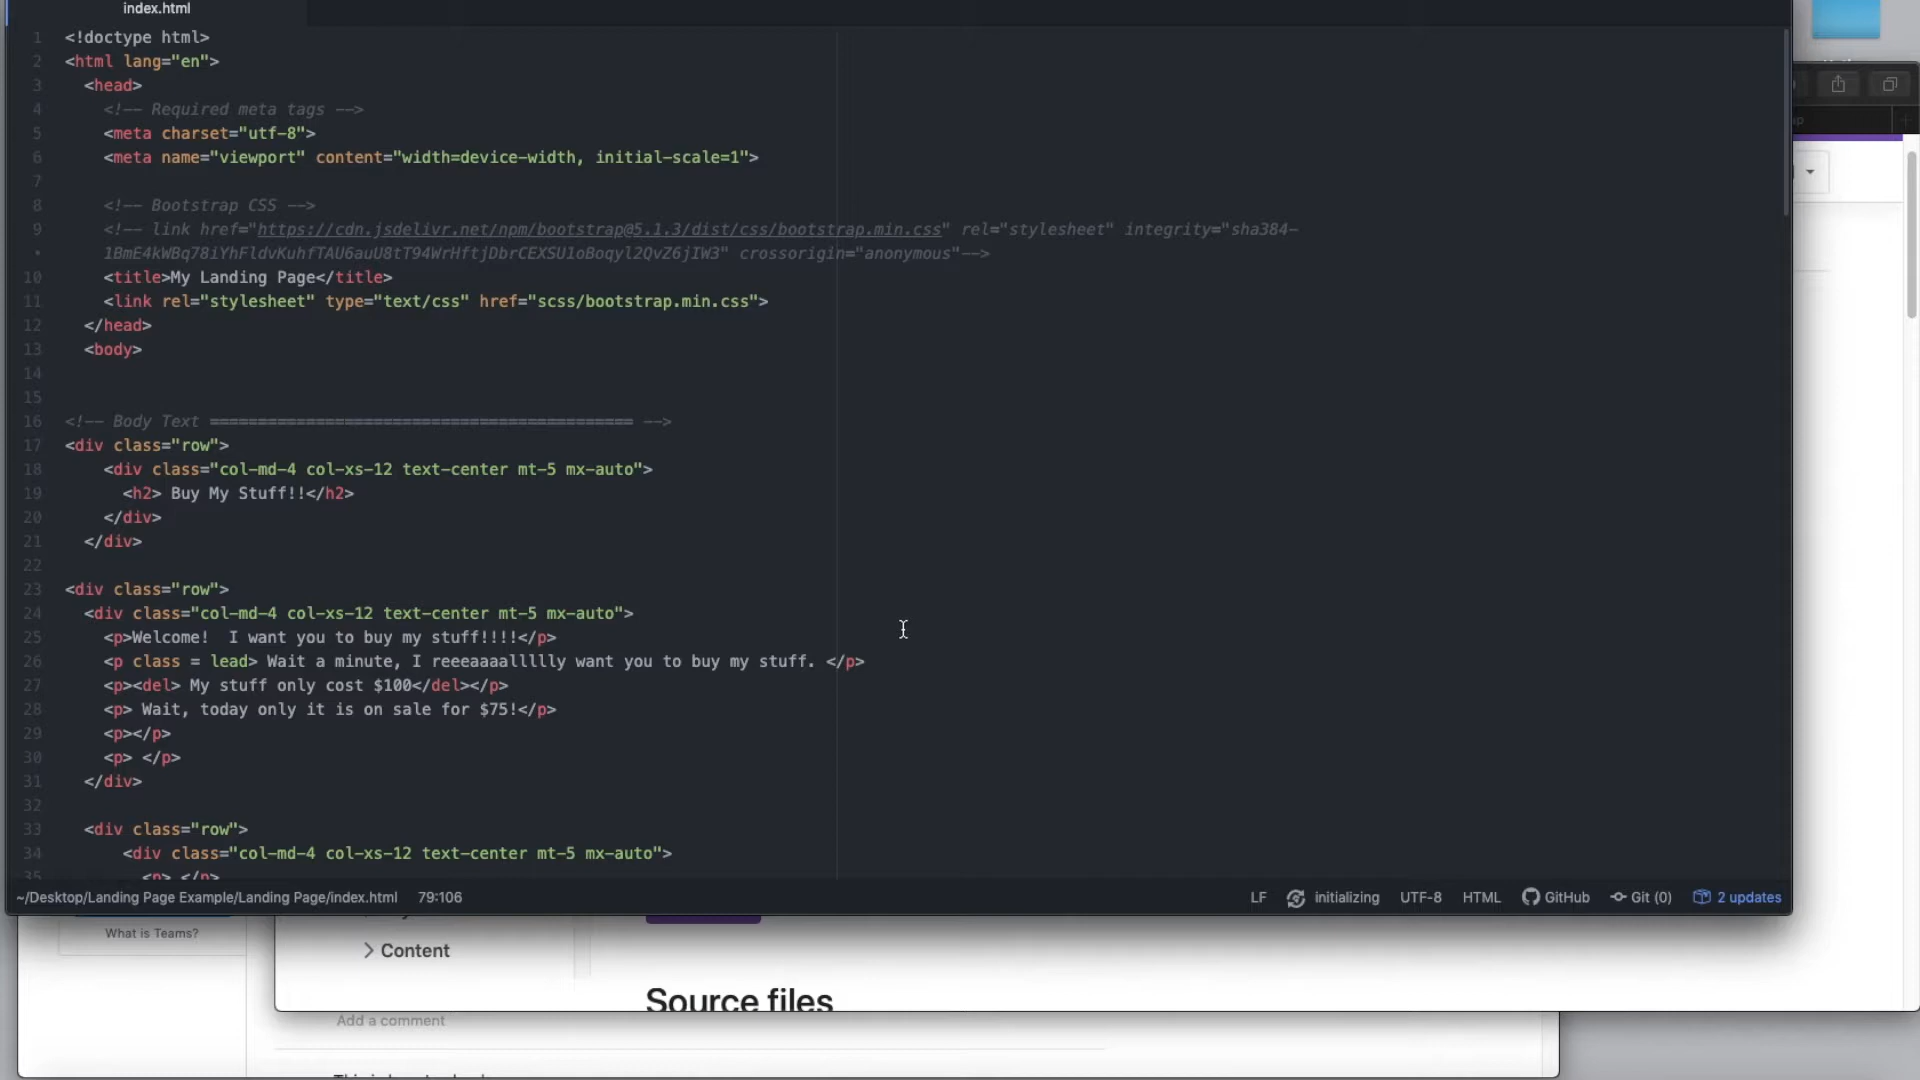 index.html
1 <!doctype html>
2 <html lang="en">
3 <head>
4 <!-- Required meta tags -->
5 <meta charset="utf-8">
6 <meta name="viewport" content="width=device-width, initial-scale=1">
7
8 <!-- Bootstrap CSS -->
9 <!-- link href="https://cdn.jsdelivr.net/npm/bootstrap@5.1.3/dist/css/bootstrap.min.css" rel="stylesheet" integrity="sha384-
• 1BmE4kWBq78iYhFldvKuhfTAU6auU8tT94WrHftjDbrCEXSU1oBoqyl2QvZ6jIW3" crossorigin="anonymous"-->
10 <title>My Landing Page</title>
11 <link rel="stylesheet" type="text/css" href="scss/bootstrap.min.css">
12 </head>
13 <body>
14
15
16 <!-- Body Text ============================================ -->
17 <div class="row">
18 <div class="col-md-4 col-xs-12 text-center mt-5 mx-auto">
19 <h2> Buy My Stuff!!</h2>
20 </div>
21 </div>
22
23 <div class="row">
24 <div class="col-md-4 col-xs-12 text-center mt-5 mx-auto">
25 <p>Welcome!  I want you to buy my stuff!!!!</p>
26 <p class = lead> Wait a minute, I reeeaaaallllly want you to buy my stuff. </p>
27 <p><del> My stuff only cost $100</del></p>
28 <p> Wait, today only it is on sale for $75!</p>
29 <p></p>
30 <p> </p>
31 </div>
32
33 <div class="row">
34 <div class="col-md-4 col-xs-12 text-center mt-5 mx-auto">
35 <p> </p>
~/Desktop/Landing Page Example/Landing Page/index.html 79:106 LF initializing UTF-8 HTML GitHub Git (0) 2 updates
What is Teams?
Content
Source files
Add a comment